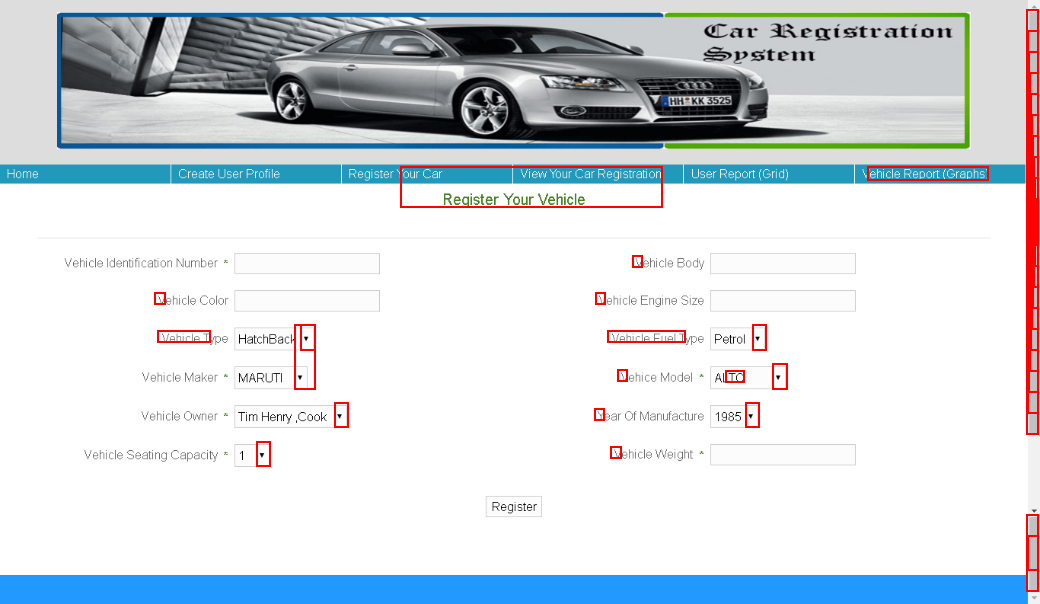 Car Registration
System
HH KK 3525
Home Create User Profile Register Your Car View Your Car Registration User Report (Grid) Vehicle Report (Graphs)
Register Your Vehicle
Vehicle Identification Number * Vehicle Body
Vehicle Color Vehicle Engine Size
Vehicle Type HatchBack Vehicle Fuel Type Petrol
Vehicle Maker * MARUTI Vehice Model * ALTO
Vehicle Owner * Tim Henry ,Cook Year Of Manufacture 1985
Vehicle Seating Capacity * 1 Vehicle Weight *
Register